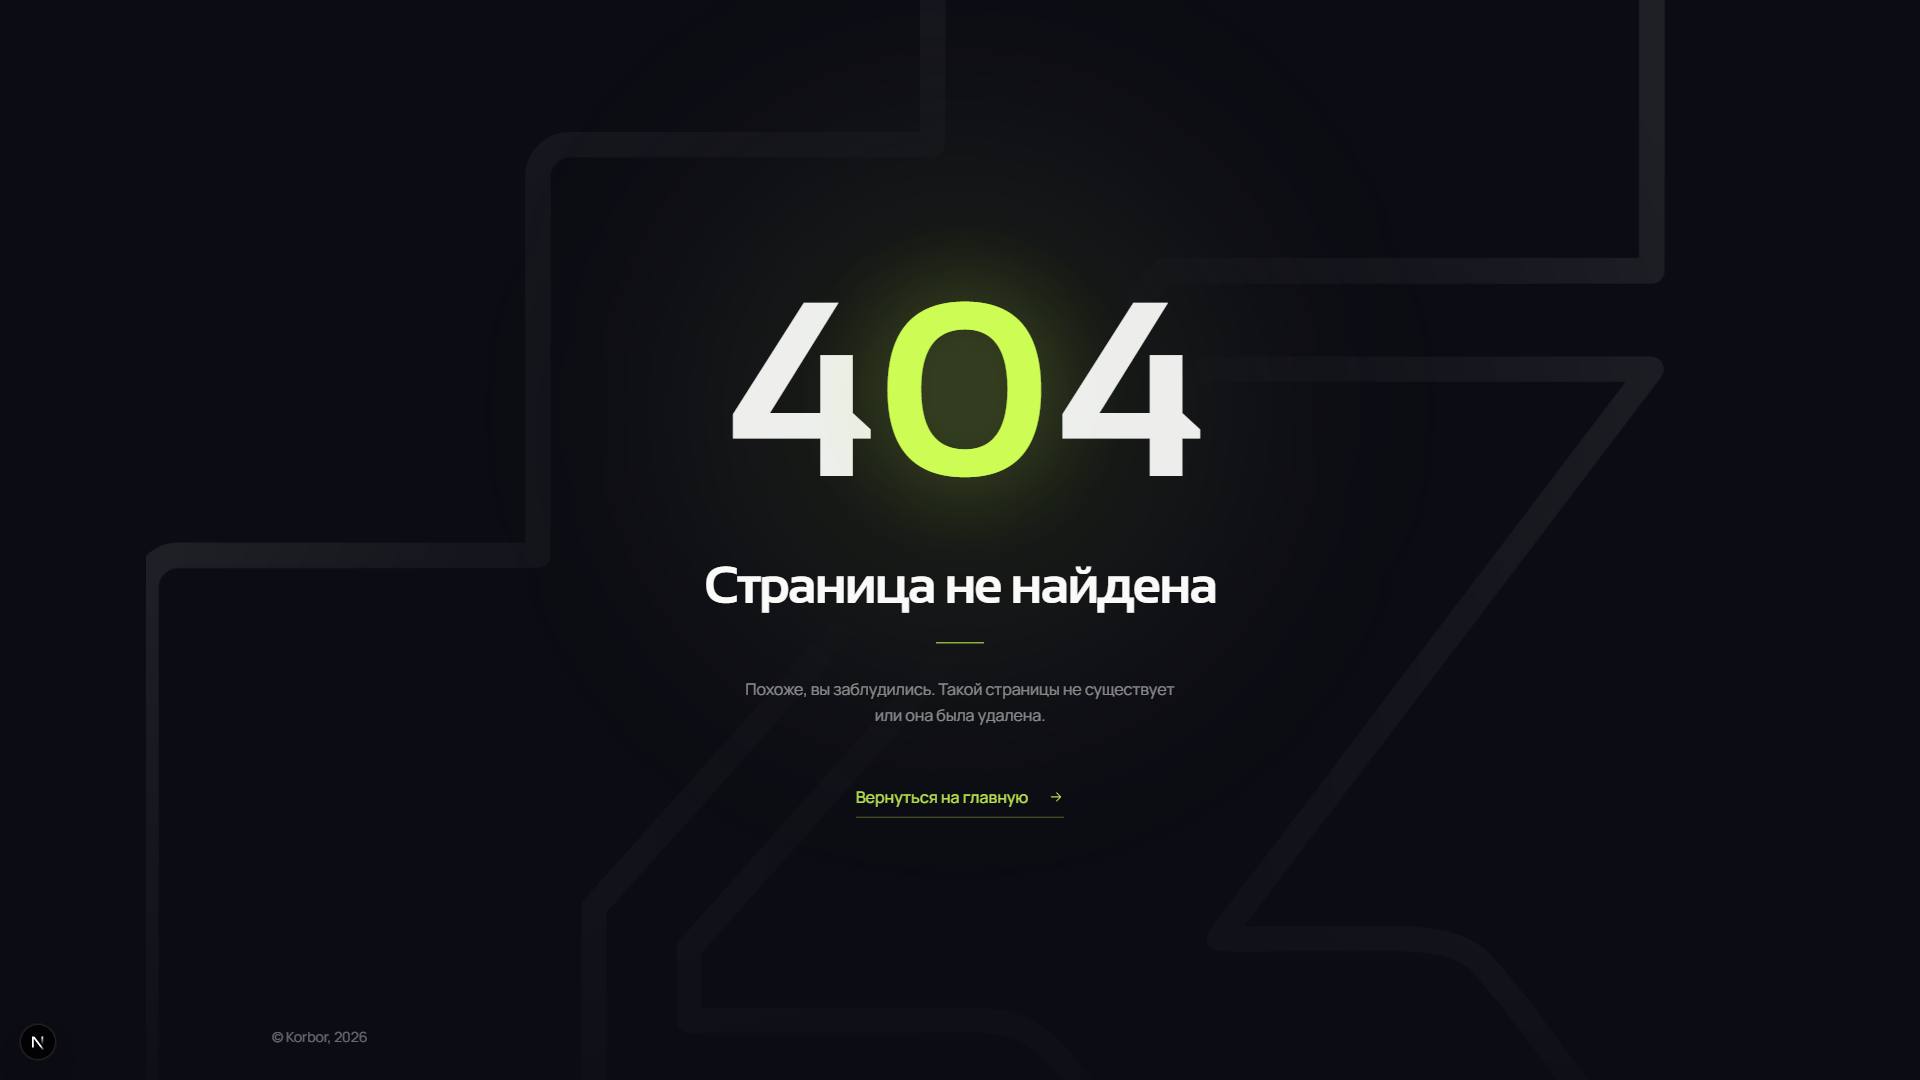 404
Страница не найдена
Похоже, вы заблудились. Такой страницы не существует
или она была удалена.
Вернуться на главную →
© Korbor, 2026
N